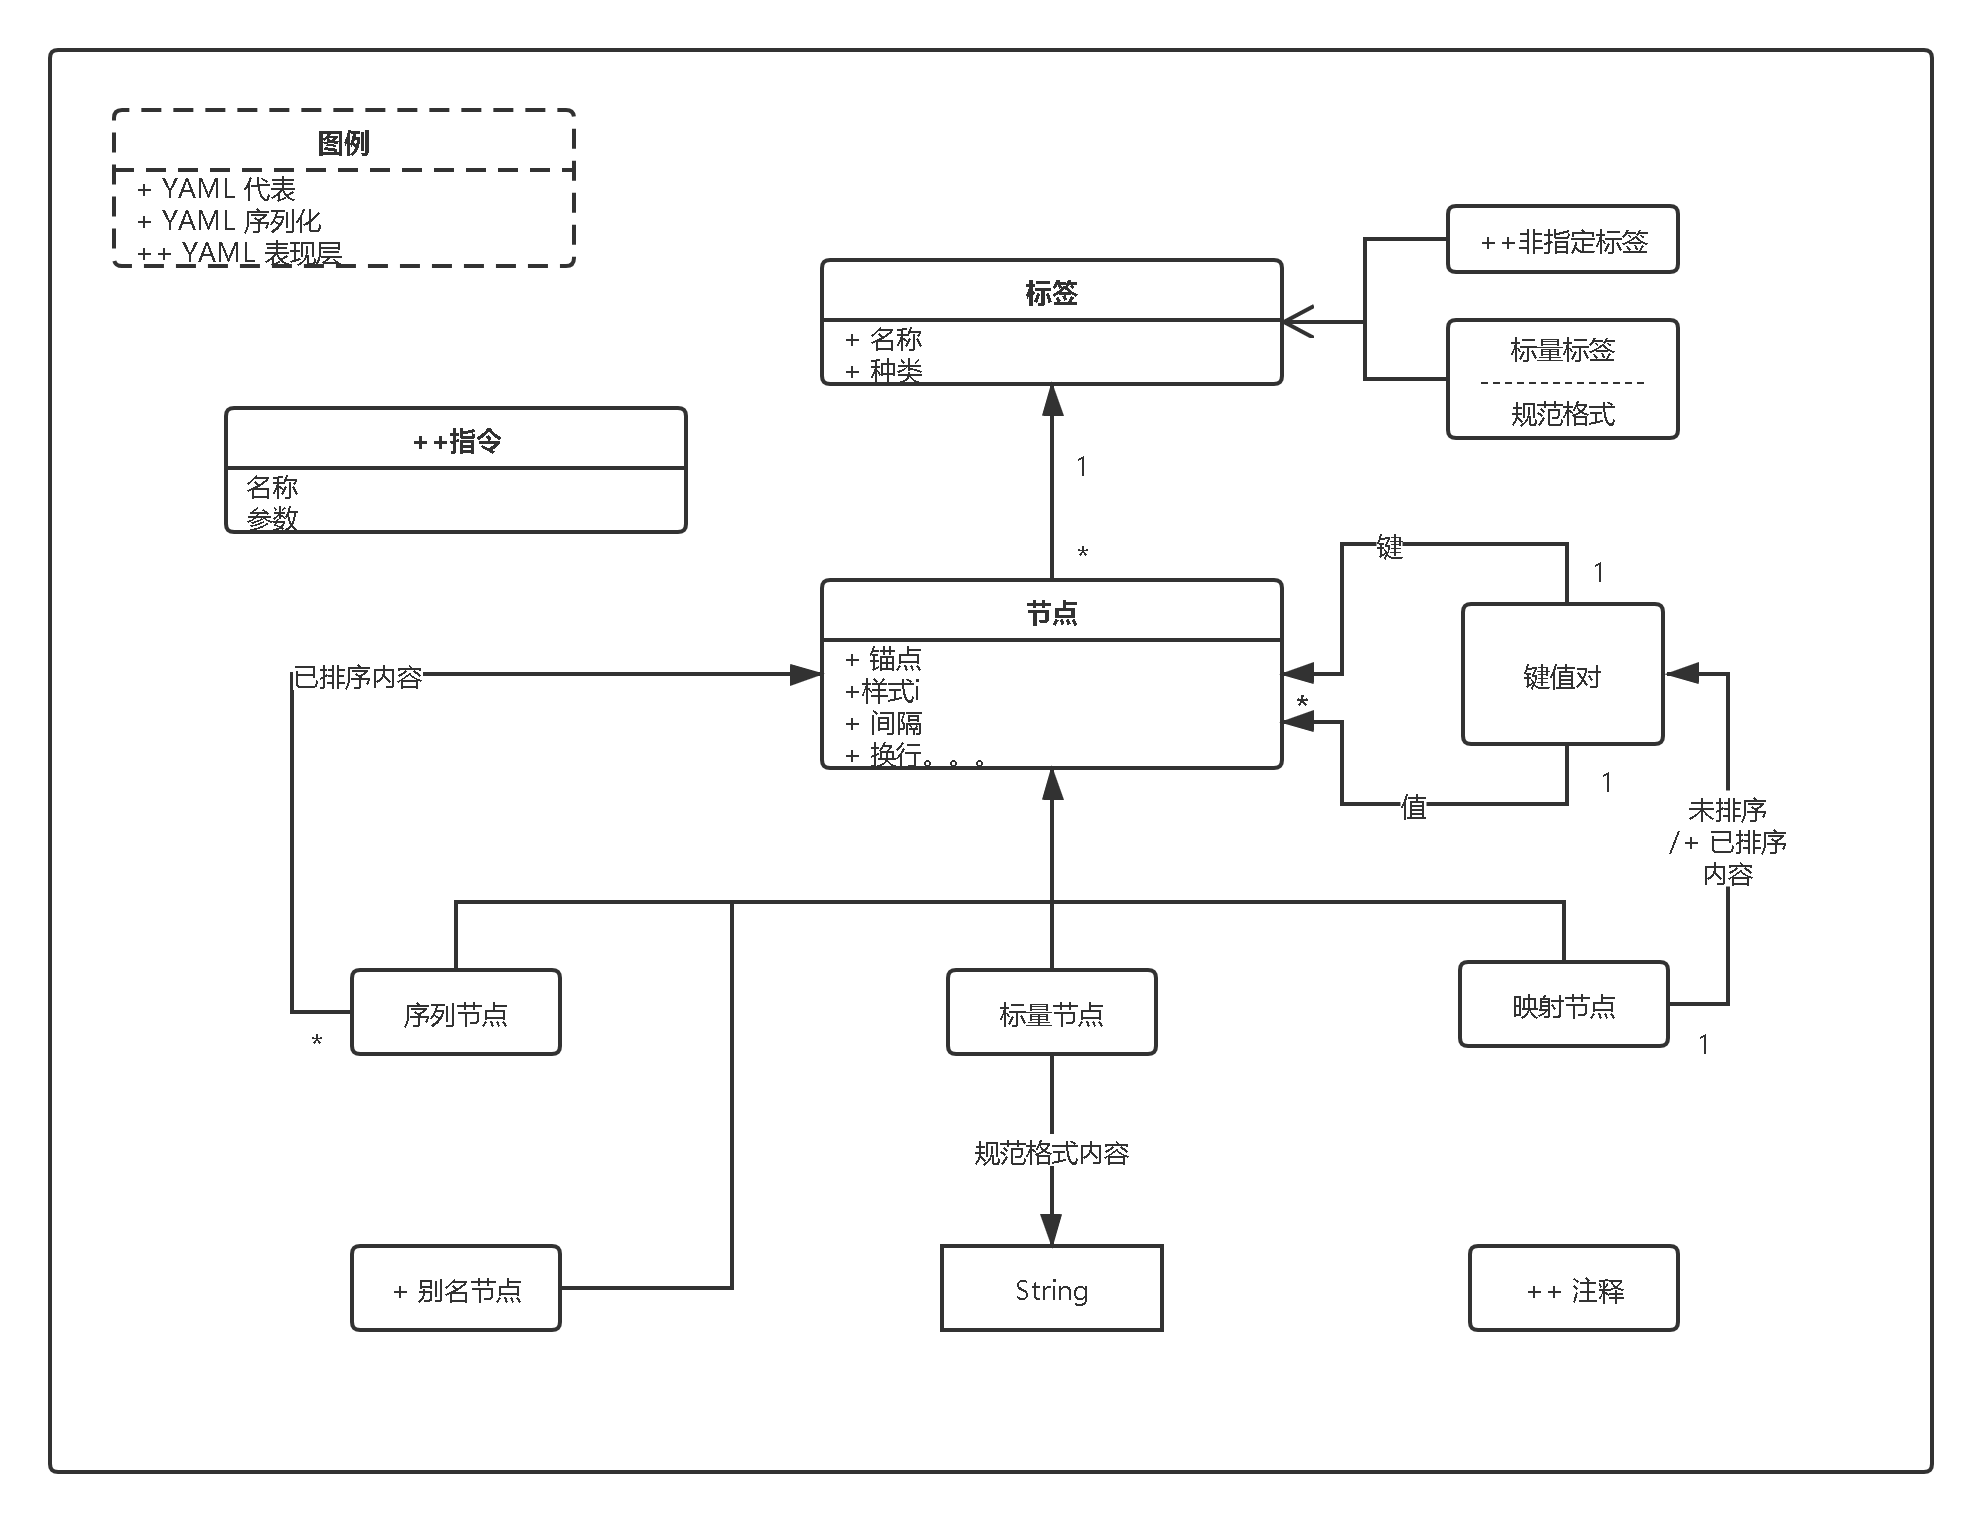 图例
+ YAML 代表
+ YAML 序列化
++ YAML 表现层
++非指定标签
标签
+ 名称
+ 种类
标量标签
规范格式
++指令
名称
参数
1
*
键
1
节点
+ 锚点
+样式i
+ 间隔
+ 换行。。。
已排序内容
*
键值对
值
1
未排序
/+ 已排序
内容
序列节点
*
标量节点
映射节点
1
规范格式内容
+ 别名节点
String
++ 注释